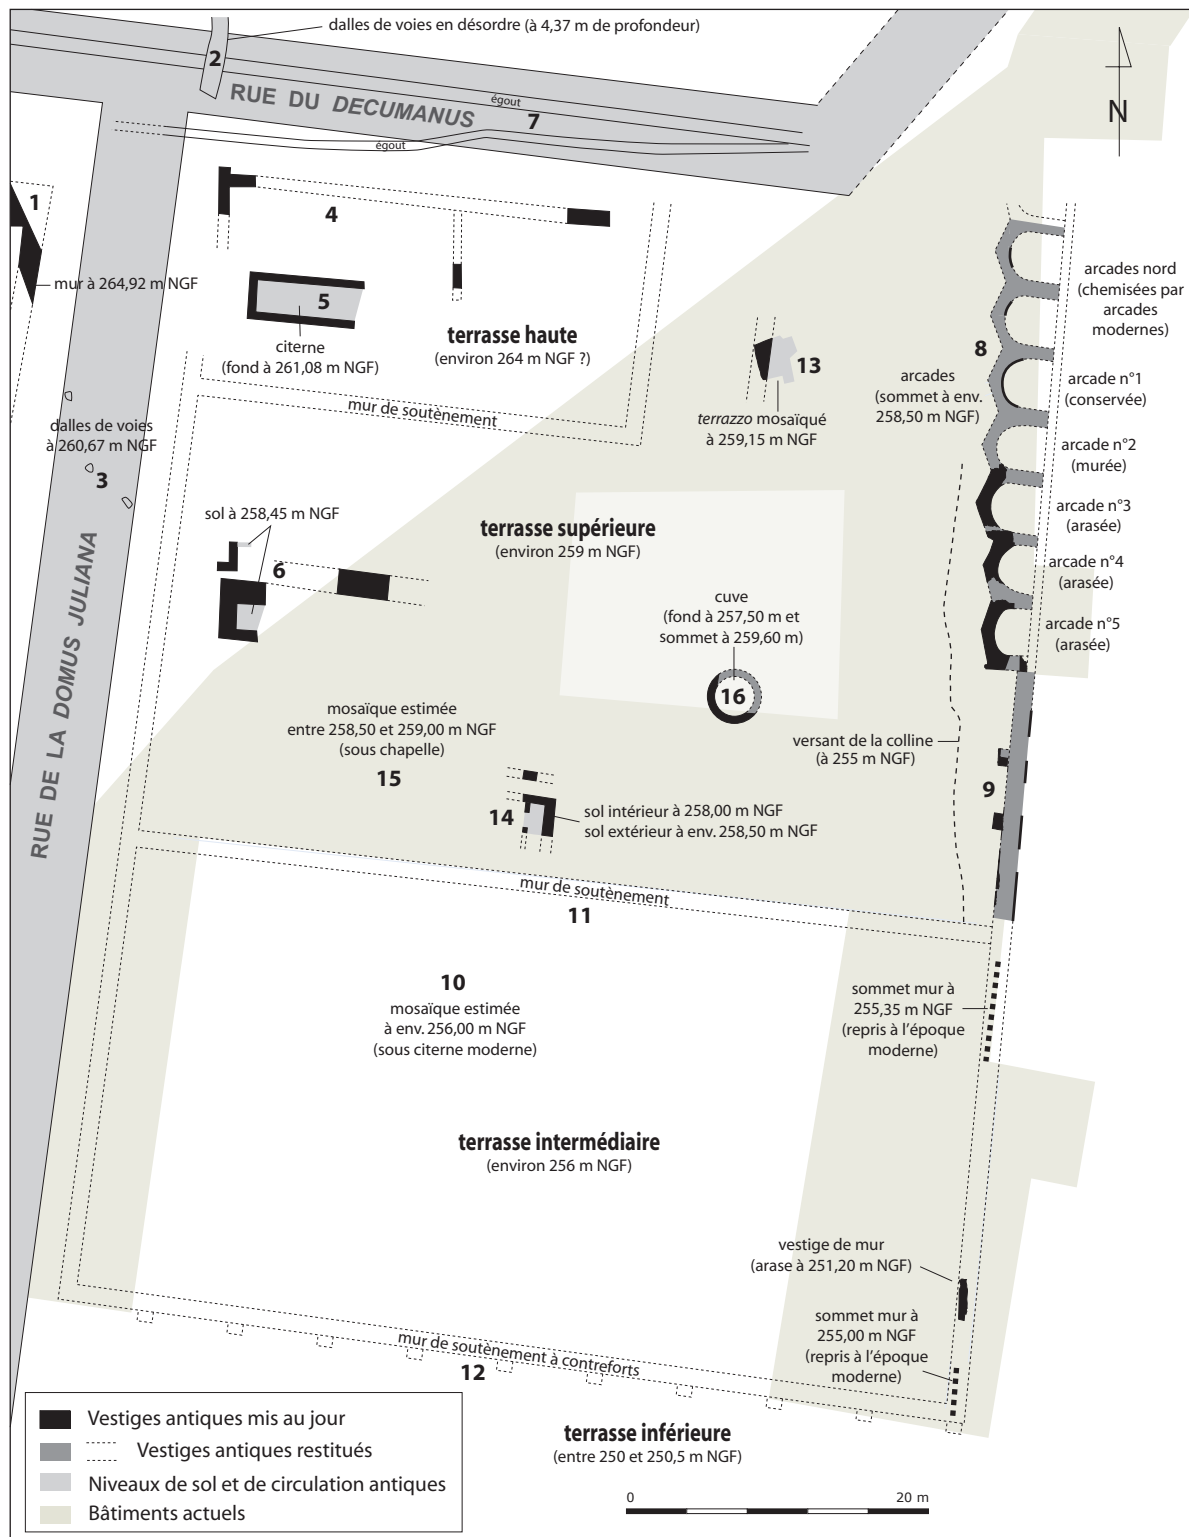 dalles de voies en désordre (à 4,37 m de profondeur)
2
RUE DU DECUMANUS
égout
7
égout
N
1
4
mur à 264,92 m NGF
5
citerne
(fond à 261,08 m NGF)
terrasse haute
(environ 264 m NGF ?)
mur de soutènement
13
terrazzo mosaïqué
à 259,15 m NGF
8
arcades
(sommet à env.
258,50 m NGF)
arcades nord
(chemisées par
arcades
modernes)
arcade n°1
(conservée)
arcade n°2
(murée)
arcade n°3
(arasée)
arcade n°4
(arasée)
arcade n°5
(arasée)
dalles de voies
à 260,67 m NGF
3
RUE DE LA DOMUS JULIANA
sol à 258,45 m NGF
6
terrasse supérieure
(environ 259 m NGF)
cuve
(fond à 257,50 m et
sommet à 259,60 m)
16
mosaïque estimée
entre 258,50 et 259,00 m NGF
(sous chapelle)
15
versant de la colline
(à 255 m NGF)
9
14
sol intérieur à 258,00 m NGF
sol extérieur à env. 258,50 m NGF
mur de soutènement
11
10
mosaïque estimée
à env. 256,00 m NGF
(sous citerne moderne)
sommet mur à
255,35 m NGF
(repris à l'époque
moderne)
terrasse intermédiaire
(environ 256 m NGF)
vestige de mur
(arase à 251,20 m NGF)
sommet mur à
255,00 m NGF
(repris à l'époque
moderne)
mur de soutènement à contreforts
12
terrasse inférieure
(entre 250 et 250,5 m NGF)
Vestiges antiques mis au jour
Vestiges antiques restitués
Niveaux de sol et de circulation antiques
Bâtiments actuels
0 20 m